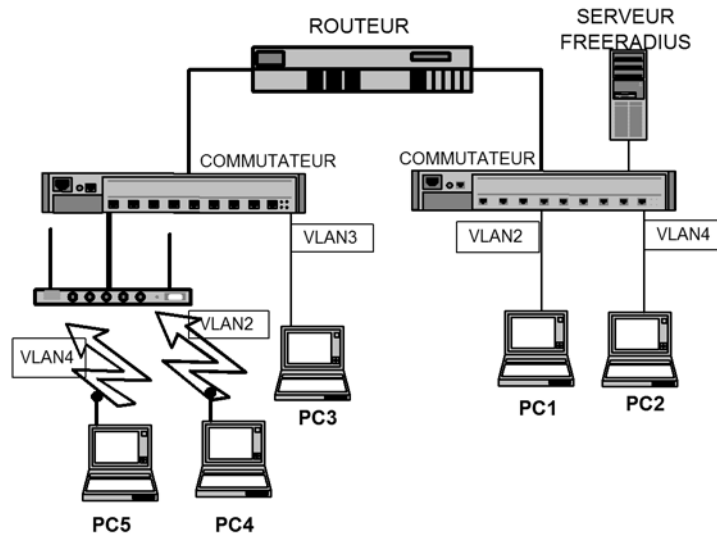 ROUTEUR
SERVEUR
FREERADIUS
COMMUTATEUR
COMMUTATEUR
VLAN3
VLAN2
VLAN4
VLAN2
VLAN4
PC3
PC1
PC2
PC5
PC4